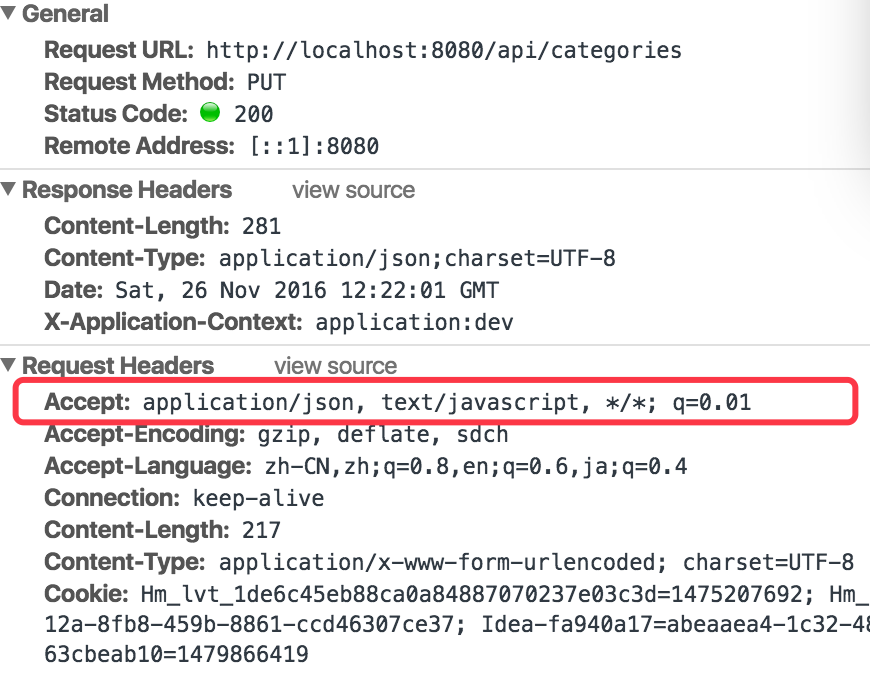 General
Request URL: http://localhost:8080/api/categories
Request Method: PUT
Status Code: 200
Remote Address: [::1]:8080
Response Headers view source
Content-Length: 281
Content-Type: application/json;charset=UTF-8
Date: Sat, 26 Nov 2016 12:22:01 GMT
X-Application-Context: application:dev
Request Headers view source
Accept: application/json, text/javascript, */*; q=0.01
Accept-Encoding: gzip, deflate, sdch
Accept-Language: zh-CN,zh;q=0.8,en;q=0.6,ja;q=0.4
Connection: keep-alive
Content-Length: 217
Content-Type: application/x-www-form-urlencoded; charset=UTF-8
Cookie: Hm_lvt_1de6c45eb88ca0a84887070237e03c3d=1475207692; Hm_
12a-8fb8-459b-8861-ccd46307ce37; Idea-fa940a17=abeaaea4-1c32-48
63cbeab10=1479866419